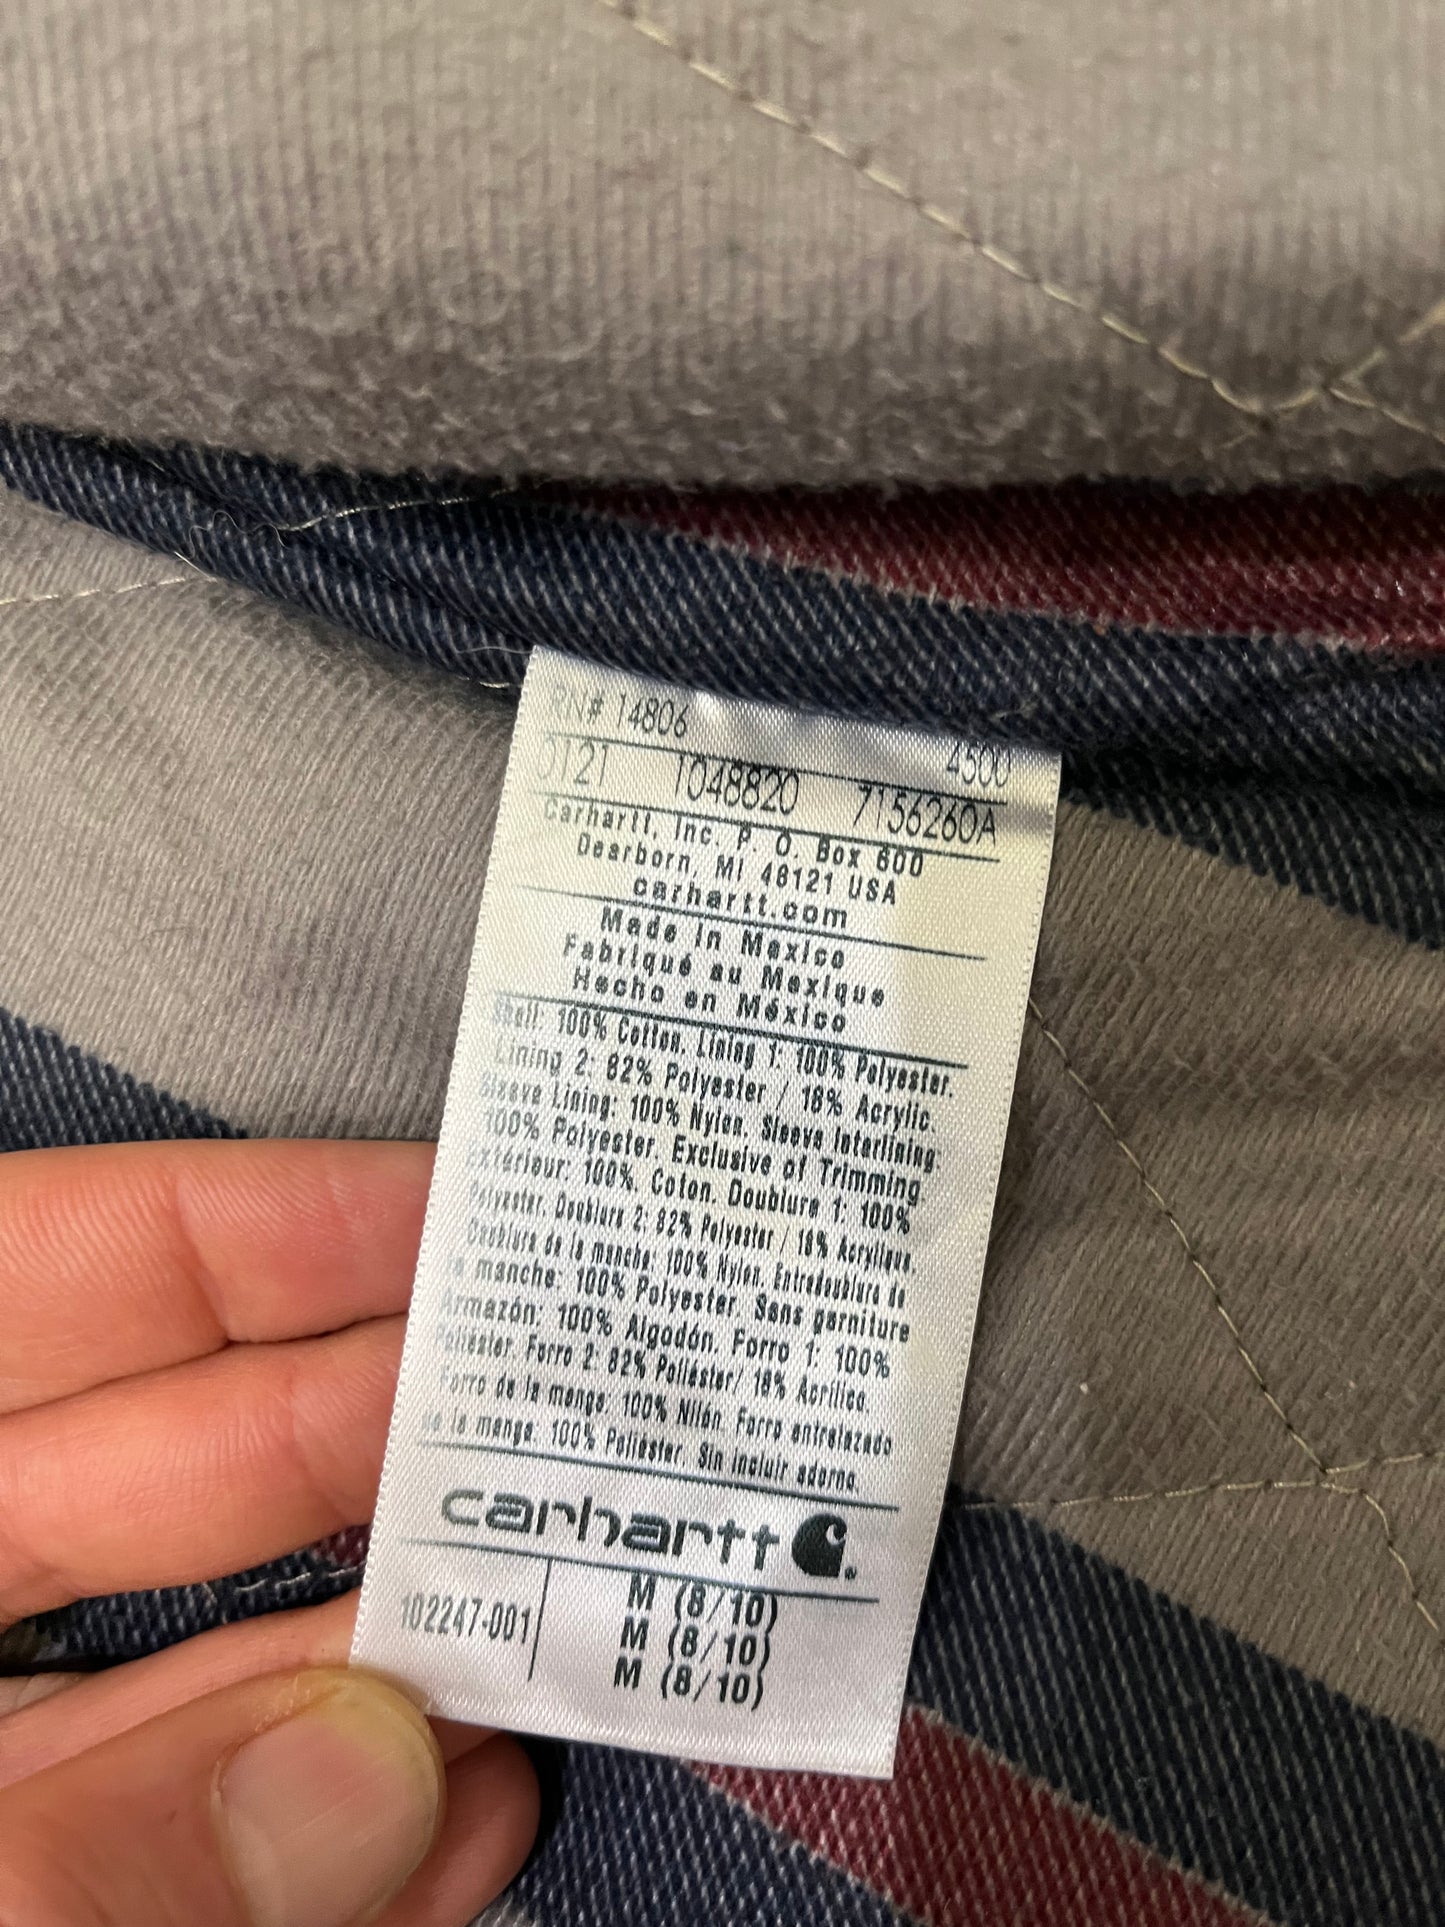 RN# 14806
4500
0121 1048820 7156260A
Carhartt, Inc. P. O. Box 600
Dearborn, MI 48121 USA
carhartt.com
Made in Mexico
Fabriqué au Mexique
Hecho en México
Shell: 100% Cotton. Lining 1: 100% Polyester.
Lining 2: 82% Polyester / 18% Acrylic.
Sleeve Lining: 100% Nylon. Sleeve Interlining:
100% Polyester. Exclusive of Trimming.
Extérieur: 100%. Coton. Doublure 1: 100%
Polyester. Doublure 2: 82% Polyester / 18% Acrylique.
Doublure de la manche: 100% Nylon. Entredoublure de
la manche: 100% Polyester. Sans garniture
Armazón: 100% Algodón. Forro 1: 100%
Poliester. Forro 2: 82% Poliester/ 18% Acrílico.
Forro de la manga: 100% Nilón. Forro entrelazado
de la manga: 100% Poliester. Sin incluir adorno.
carhartt
102247-001
M (8/10)
M (8/10)
M (8/10)